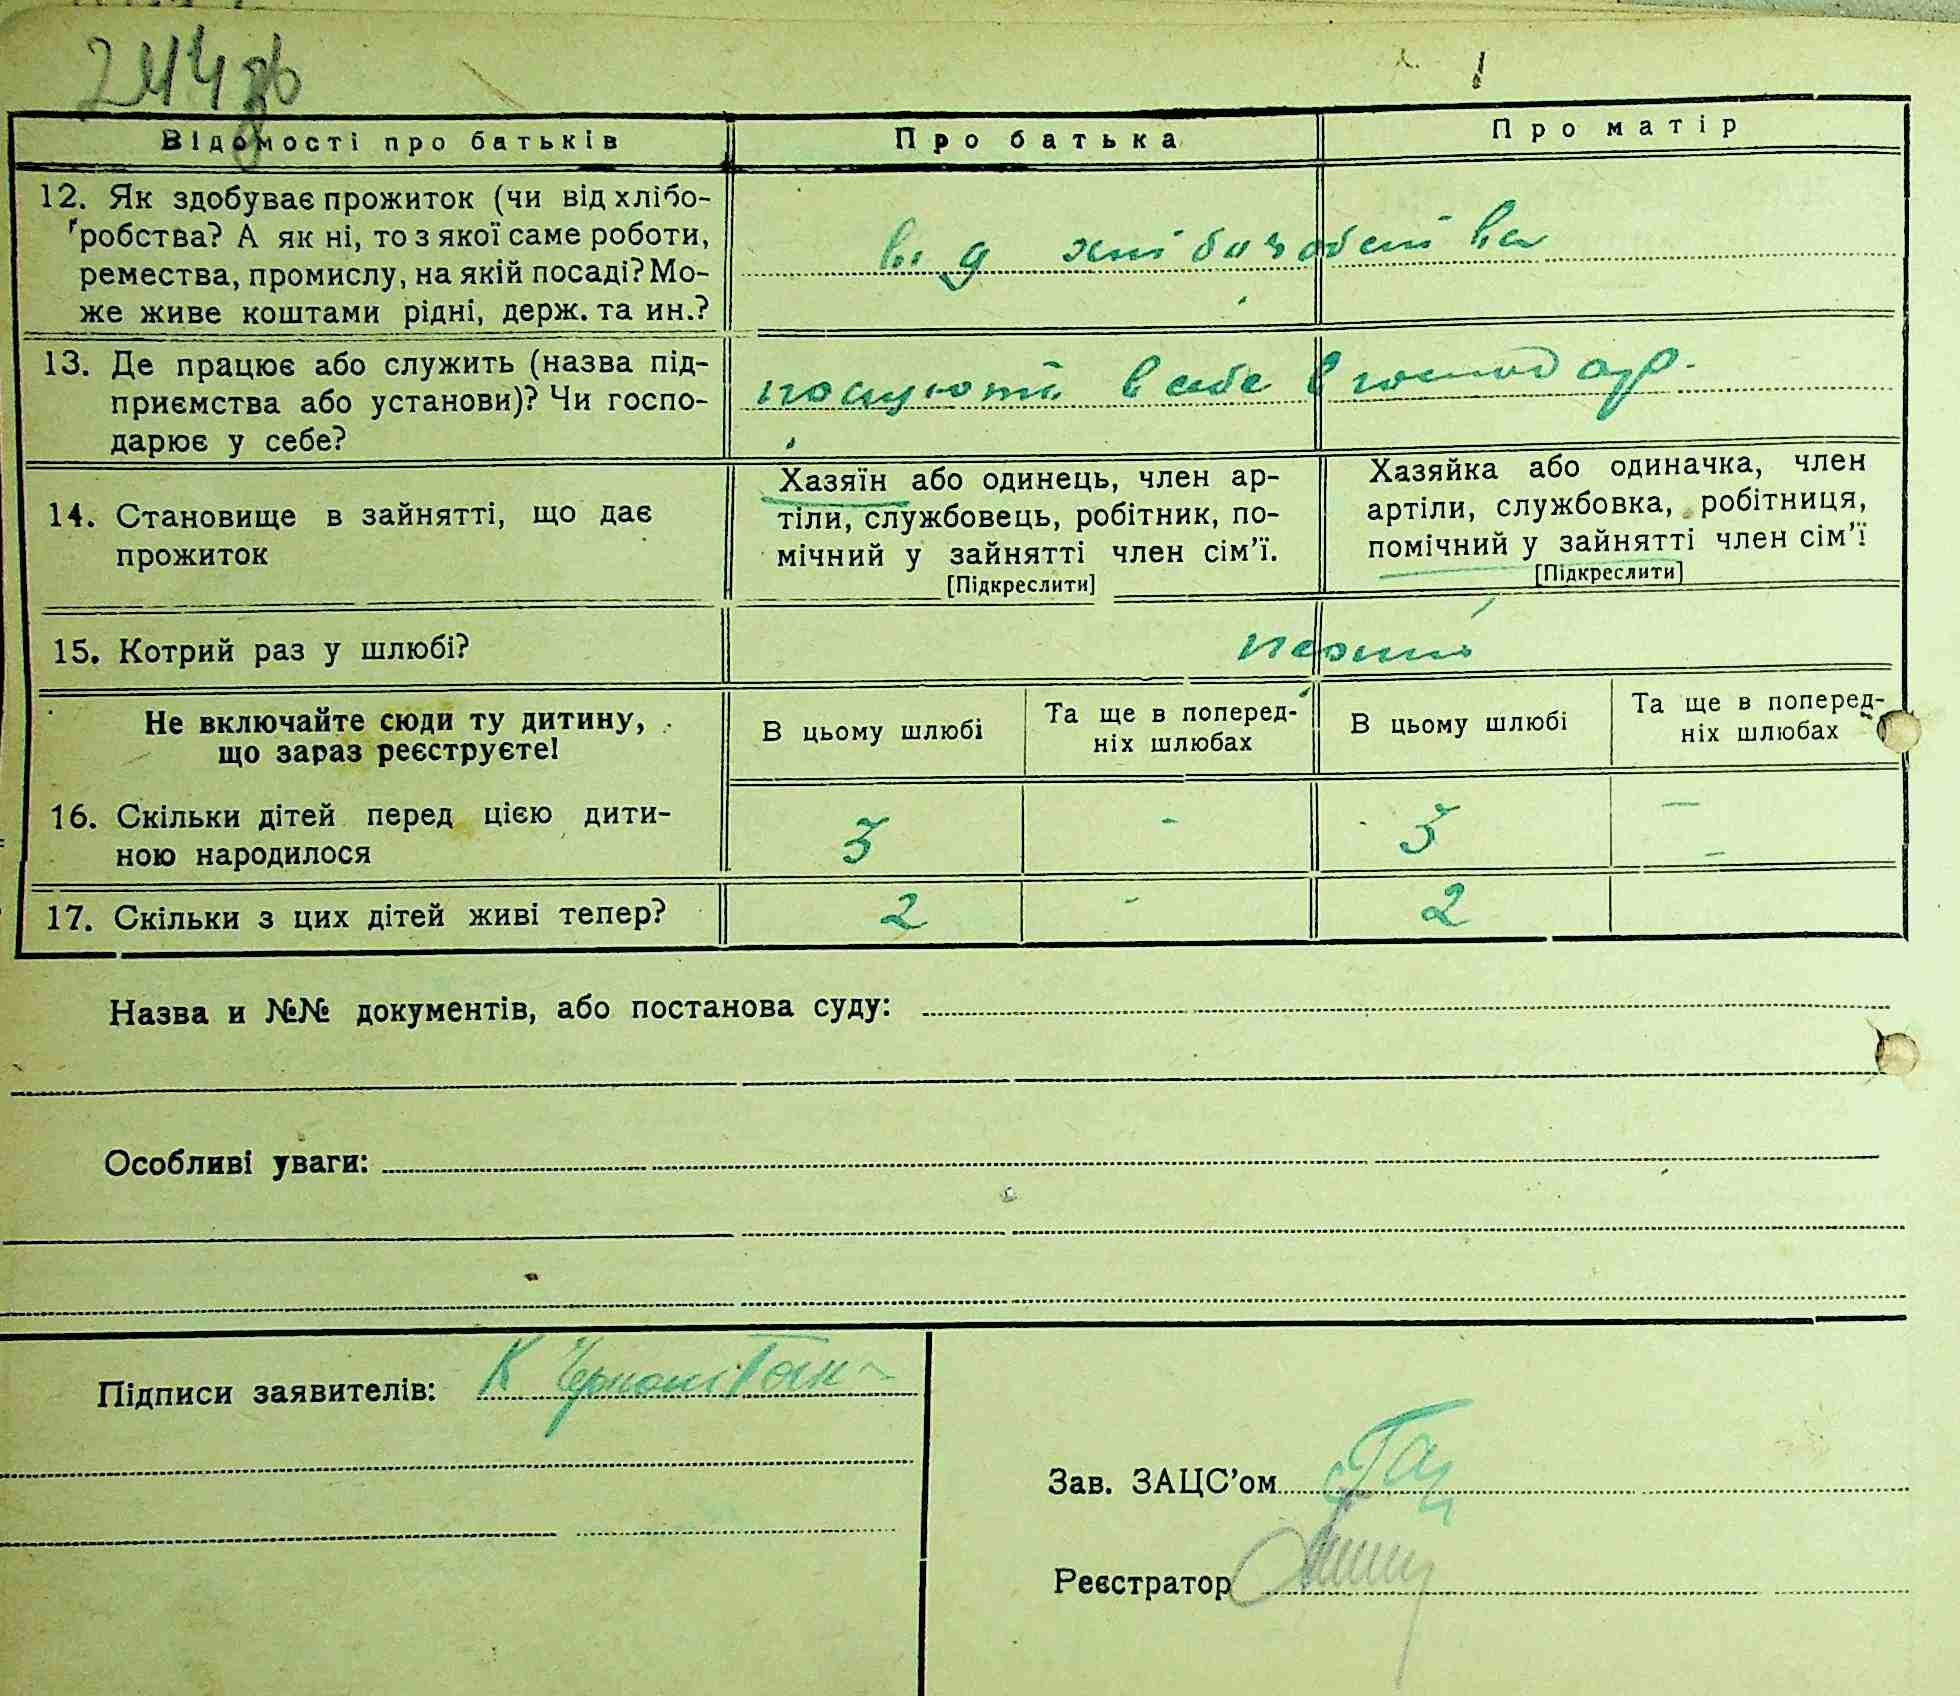 244 зв
1
Відомості про батьків
Про батька
Про матір
12. Як здобуває прожиток (чи від хлібо-
робства? А як ні, то з якої саме роботи,
ремества, промислу, на якій посаді? Мо-
же живе коштами рідні, держ. та ин.?
від хліборобства
13. Де працює або служить (назва під-
приємства або установи)? Чи госпо-
дарює у себе?
в себе в господар.
14. Становище в зайнятті, що дає
прожиток
Хазяїн або одинець, член ар-
тіли, службовець, робітник, по-
мічний у зайнятті член сім'ї.
[Підкреслити]
Хазяйка або одиначка, член
артіли, службовка, робітниця,
помічний у зайнятті член сім'ї
[Підкреслити]
15. Котрий раз у шлюбі?
перший
Не включайте сюди ту дитину,
що зараз реєструєте!
В цьому шлюбі
Та ще в поперед-
ніх шлюбах
В цьому шлюбі
Та ще в поперед-
ніх шлюбах
16. Скільки дітей перед цією дити-
ною народилося
3 - 3 —
17. Скільки з цих дітей живі тепер?
2 - 2 —
Назва и №№ документів, або постанова суду:
Особливі уваги:
Підписи заявителів: К
Зав. ЗАЦС'ом
Реєстратор